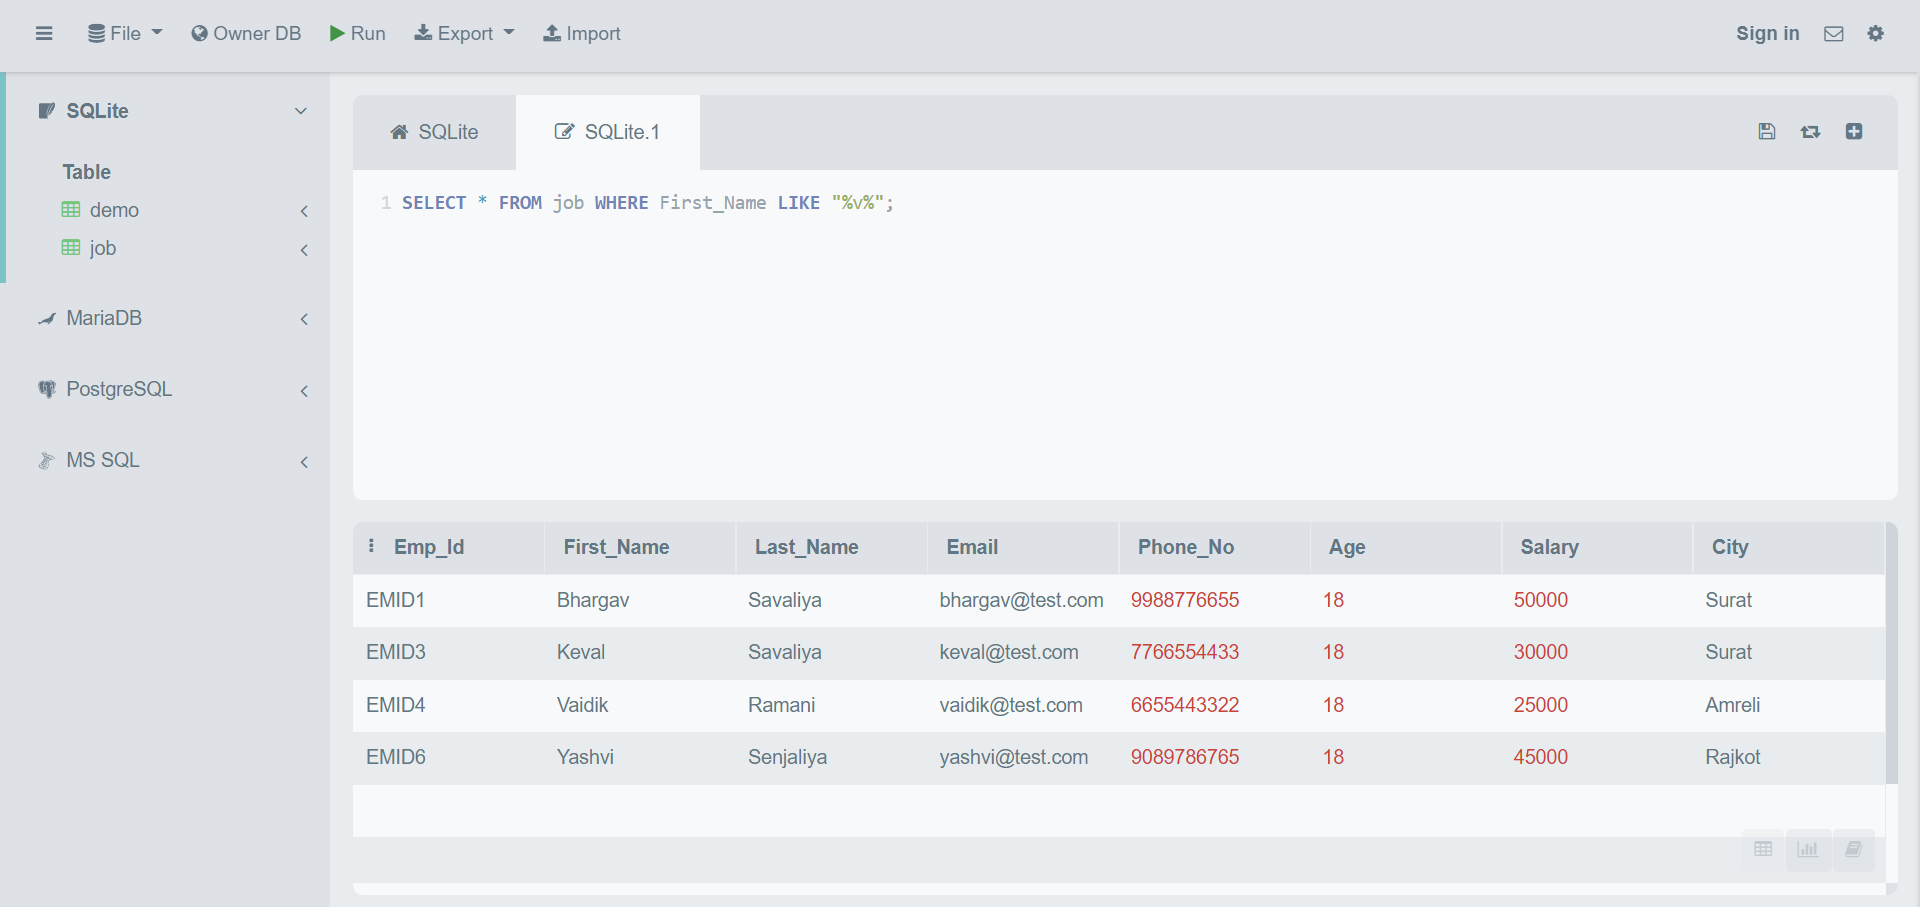 File Owner DB Run Export Import Sign in
SQLite
Table
demo
job
MariaDB
PostgreSQL
MS SQL
SQLite SQLite.1
1 SELECT * FROM job WHERE First_Name LIKE "%v%";
Emp_Id First_Name Last_Name Email Phone_No Age Salary City
EMID1 Bhargav Savaliya bhargav@test.com 9988776655 18 50000 Surat
EMID3 Keval Savaliya keval@test.com 7766554433 18 30000 Surat
EMID4 Vaidik Ramani vaidik@test.com 6655443322 18 25000 Amreli
EMID6 Yashvi Senjaliya yashvi@test.com 9089786765 18 45000 Rajkot